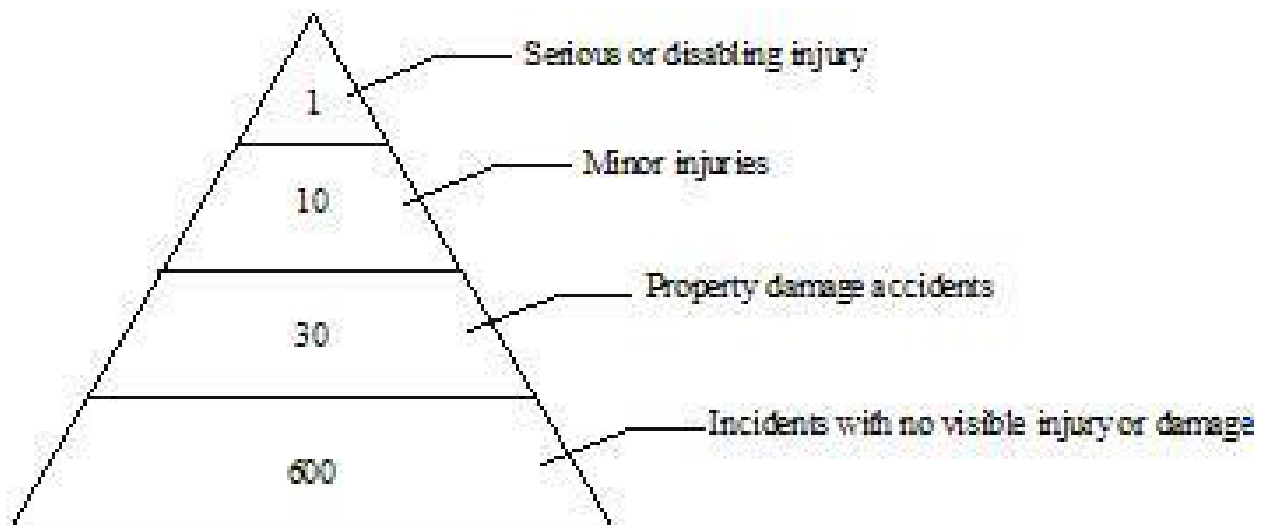 Serious or disabling injury
1
Minor injuries
10
Property damage accidents
30
Incidents with no visible injury or damage
600